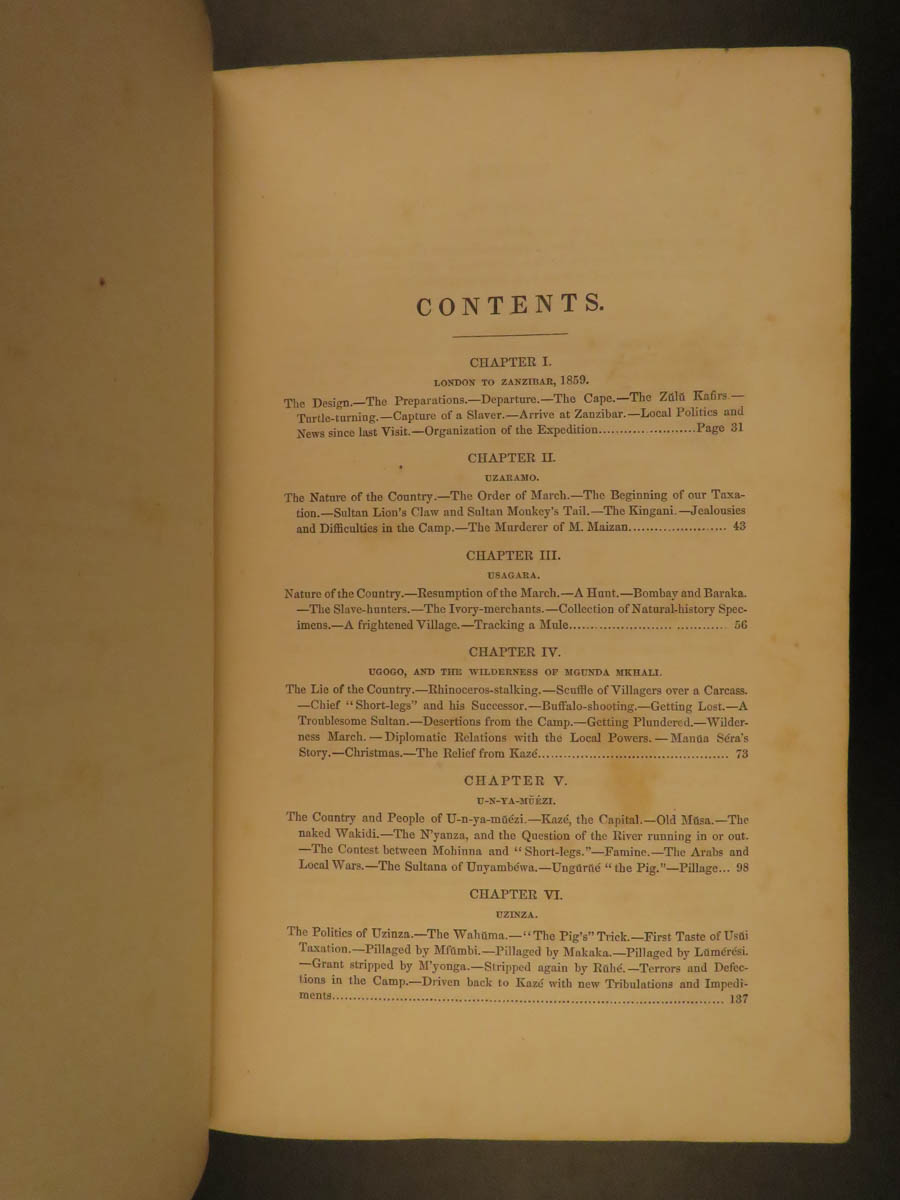 CONTENTS.
CHAPTER I.
LONDON TO ZANZIBAR, 1859.
The Design.—The Preparations.—Departure.—The Cape.—The Zūlū Kafirs.—
Turtle-turning.—Capture of a Slaver.—Arrive at Zanzibar.—Local Politics and
News since last Visit.—Organization of the Expedition.......................Page 31
CHAPTER II.
UZARAMO.
The Nature of the Country.—The Order of March.—The Beginning of our Taxa-
tion.—Sultan Lion's Claw and Sultan Monkey's Tail.—The Kingani.—Jealousies
and Difficulties in the Camp.—The Murderer of M. Maizan....................... 43
CHAPTER III.
USAGARA.
Nature of the Country.—Resumption of the March.—A Hunt.—Bombay and Baraka.
—The Slave-hunters.—The Ivory-merchants.—Collection of Natural-history Spec-
imens.—A frightened Village.—Tracking a Mule..................................... 56
CHAPTER IV.
UGOGO, AND THE WILDERNESS OF MGUNDA MKHALI.
The Lie of the Country.—Rhinoceros-stalking.—Scuffle of Villagers over a Carcass.
—Chief "Short-legs" and his Successor.—Buffalo-shooting.—Getting Lost.—A
Troublesome Sultan.—Desertions from the Camp.—Getting Plundered.—Wilder-
ness March.—Diplomatic Relations with the Local Powers.—Manūa Séra's
Story.—Christmas.—The Relief from Kazé............................................. 73
CHAPTER V.
U-N-YA-MŪÉZI.
The Country and People of U-n-ya-mūézi.—Kazé, the Capital.—Old Mūsa.—The
naked Wakidi.—The N'yanza, and the Question of the River running in or out.
—The Contest between Mohinna and "Short-legs."—Famine.—The Arabs and
Local Wars.—The Sultana of Unyambéwa.—Ungūrūé "the Pig."—Pillage... 98
CHAPTER VI.
UZINZA.
The Politics of Uzinza.—The Wahūma.—"The Pig's" Trick.—First Taste of Usūi
Taxation.—Pillaged by Mfūmbi.—Pillaged by Makaka.—Pillaged by Lūmérési.
—Grant stripped by M'yonga.—Stripped again by Rūhé.—Terrors and Defec-
tions in the Camp.—Driven back to Kazé with new Tribulations and Impedi-
ments............................................................................................... 137